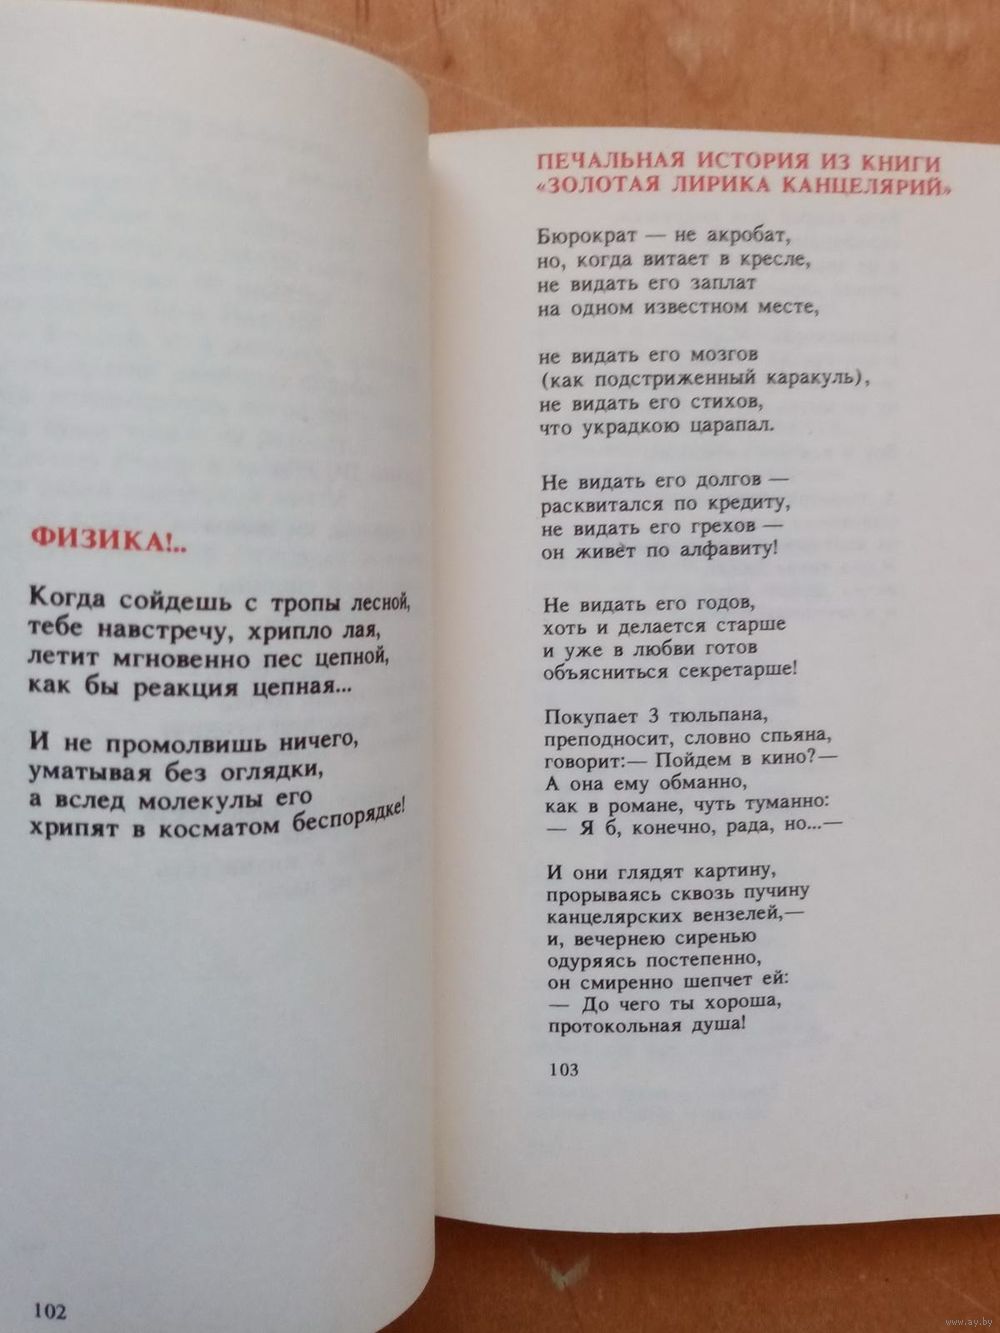 ФИЗИКА!..
Когда сойдешь с тропы лесной,
тебе навстречу, хрипло лая,
летит мгновенно пес цепной,
как бы реакция цепная...
И не промолвишь ничего,
уматывая без оглядки,
а вслед молекулы его
хрипят в косматом беспорядке!
102
ПЕЧАЛЬНАЯ ИСТОРИЯ ИЗ КНИГИ
«ЗОЛОТАЯ ЛИРИКА КАНЦЕЛЯРИЙ»
Бюрократ — не акробат,
но, когда витает в кресле,
не видать его заплат
на одном известном месте,
не видать его мозгов
(как подстриженный каракуль),
не видать его стихов,
что украдкою царапал.
Не видать его долгов —
расквитался по кредиту,
не видать его грехов —
он живёт по алфавиту!
Не видать его годов,
хоть и делается старше
и уже в любви готов
объясниться секретарше!
Покупает 3 тюльпана,
преподносит, словно спьяна,
говорит:— Пойдем в кино?—
А она ему обманно,
как в романе, чуть туманно:
— Я б, конечно, рада, но...—
И они глядят картину,
прорываясь сквозь пучину
канцелярских вензелей,—
и, вечернею сиренью
одуряясь постепенно,
он смиренно шепчет ей:
— До чего ты хороша,
протокольная душа!
103
www.ay.by